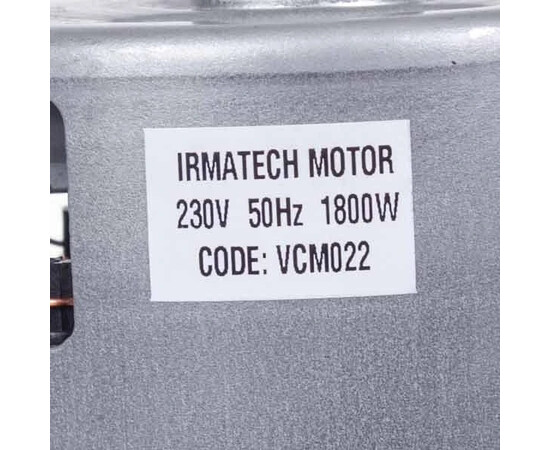 IRMATECH MOTOR
230V 50Hz 1800W
CODE: VCM022